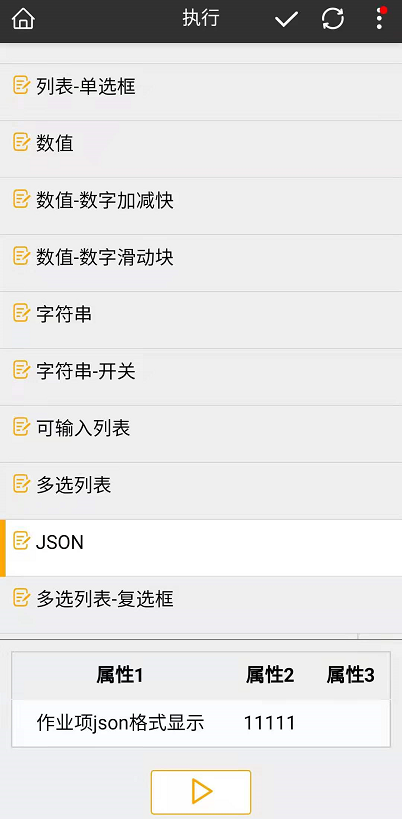 执行
列表-单选框
数值
数值-数字加减快
数值-数字滑动块
字符串
字符串-开关
可输入列表
多选列表
JSON
多选列表-复选框
属性1 属性2 属性3
作业项json格式显示 11111